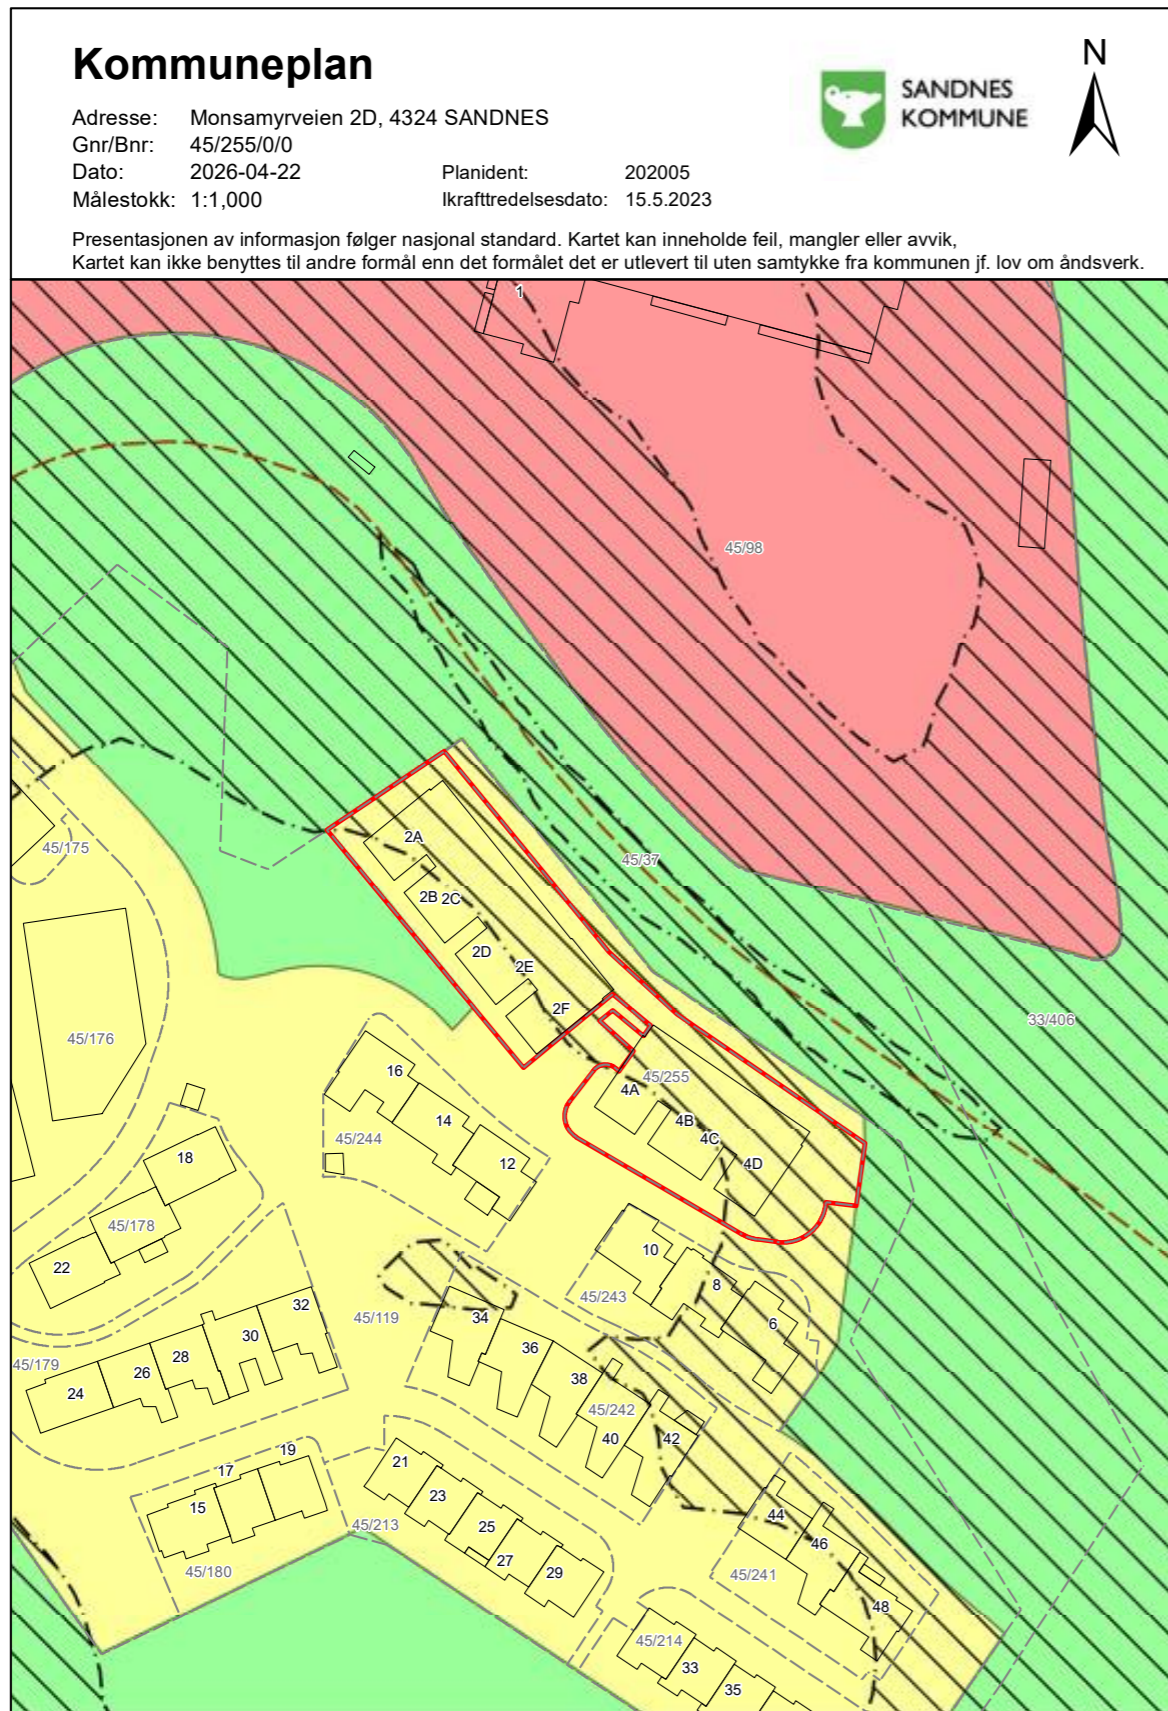 Kommuneplan
Adresse: Monsamyrveien 2D, 4324 SANDNES
Gnr/Bnr: 45/255/0/0
Dato: 2026-04-22
Målestokk: 1:1,000
Planident: 202005
Ikrafttredelsesdato: 15.5.2023
SANDNES
KOMMUNE
N
Presentasjonen av informasjon følger nasjonal standard. Kartet kan inneholde feil, mangler eller avvik,
Kartet kan ikke benyttes til andre formål enn det formålet det er utlevert til uten samtykke fra kommunen jf. lov om åndsverk.
1
45/98
2A
45/175
45/37
2B
2C
2D
2E
2F
33/406
45/176
16
45/255
4A
14
4B
45/244
4C
18
12
4D
45/178
10
22
8
45/243
32
6
45/119
34
30
36
45/179
28
26
38
24
45/242
40
42
19
21
17
23
15
44
45/213
25
46
27
29
45/180
45/241
48
45/214
33
35